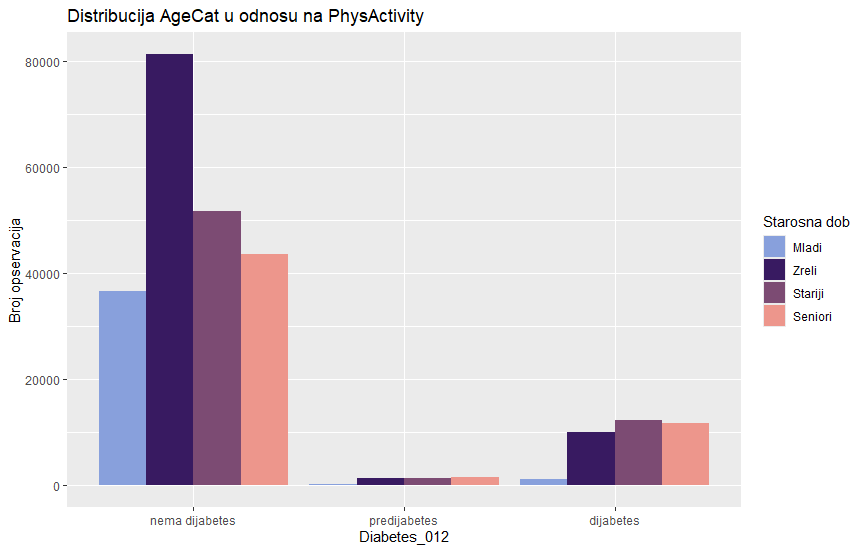 Distribucija AgeCat u odnosu na PhysActivity
80000
60000
40000
20000
0
Broj opservacija
nema dijabetes
predijabetes
dijabetes
Diabetes_012
Starosna dob
Mladi
Zreli
Stariji
Seniori